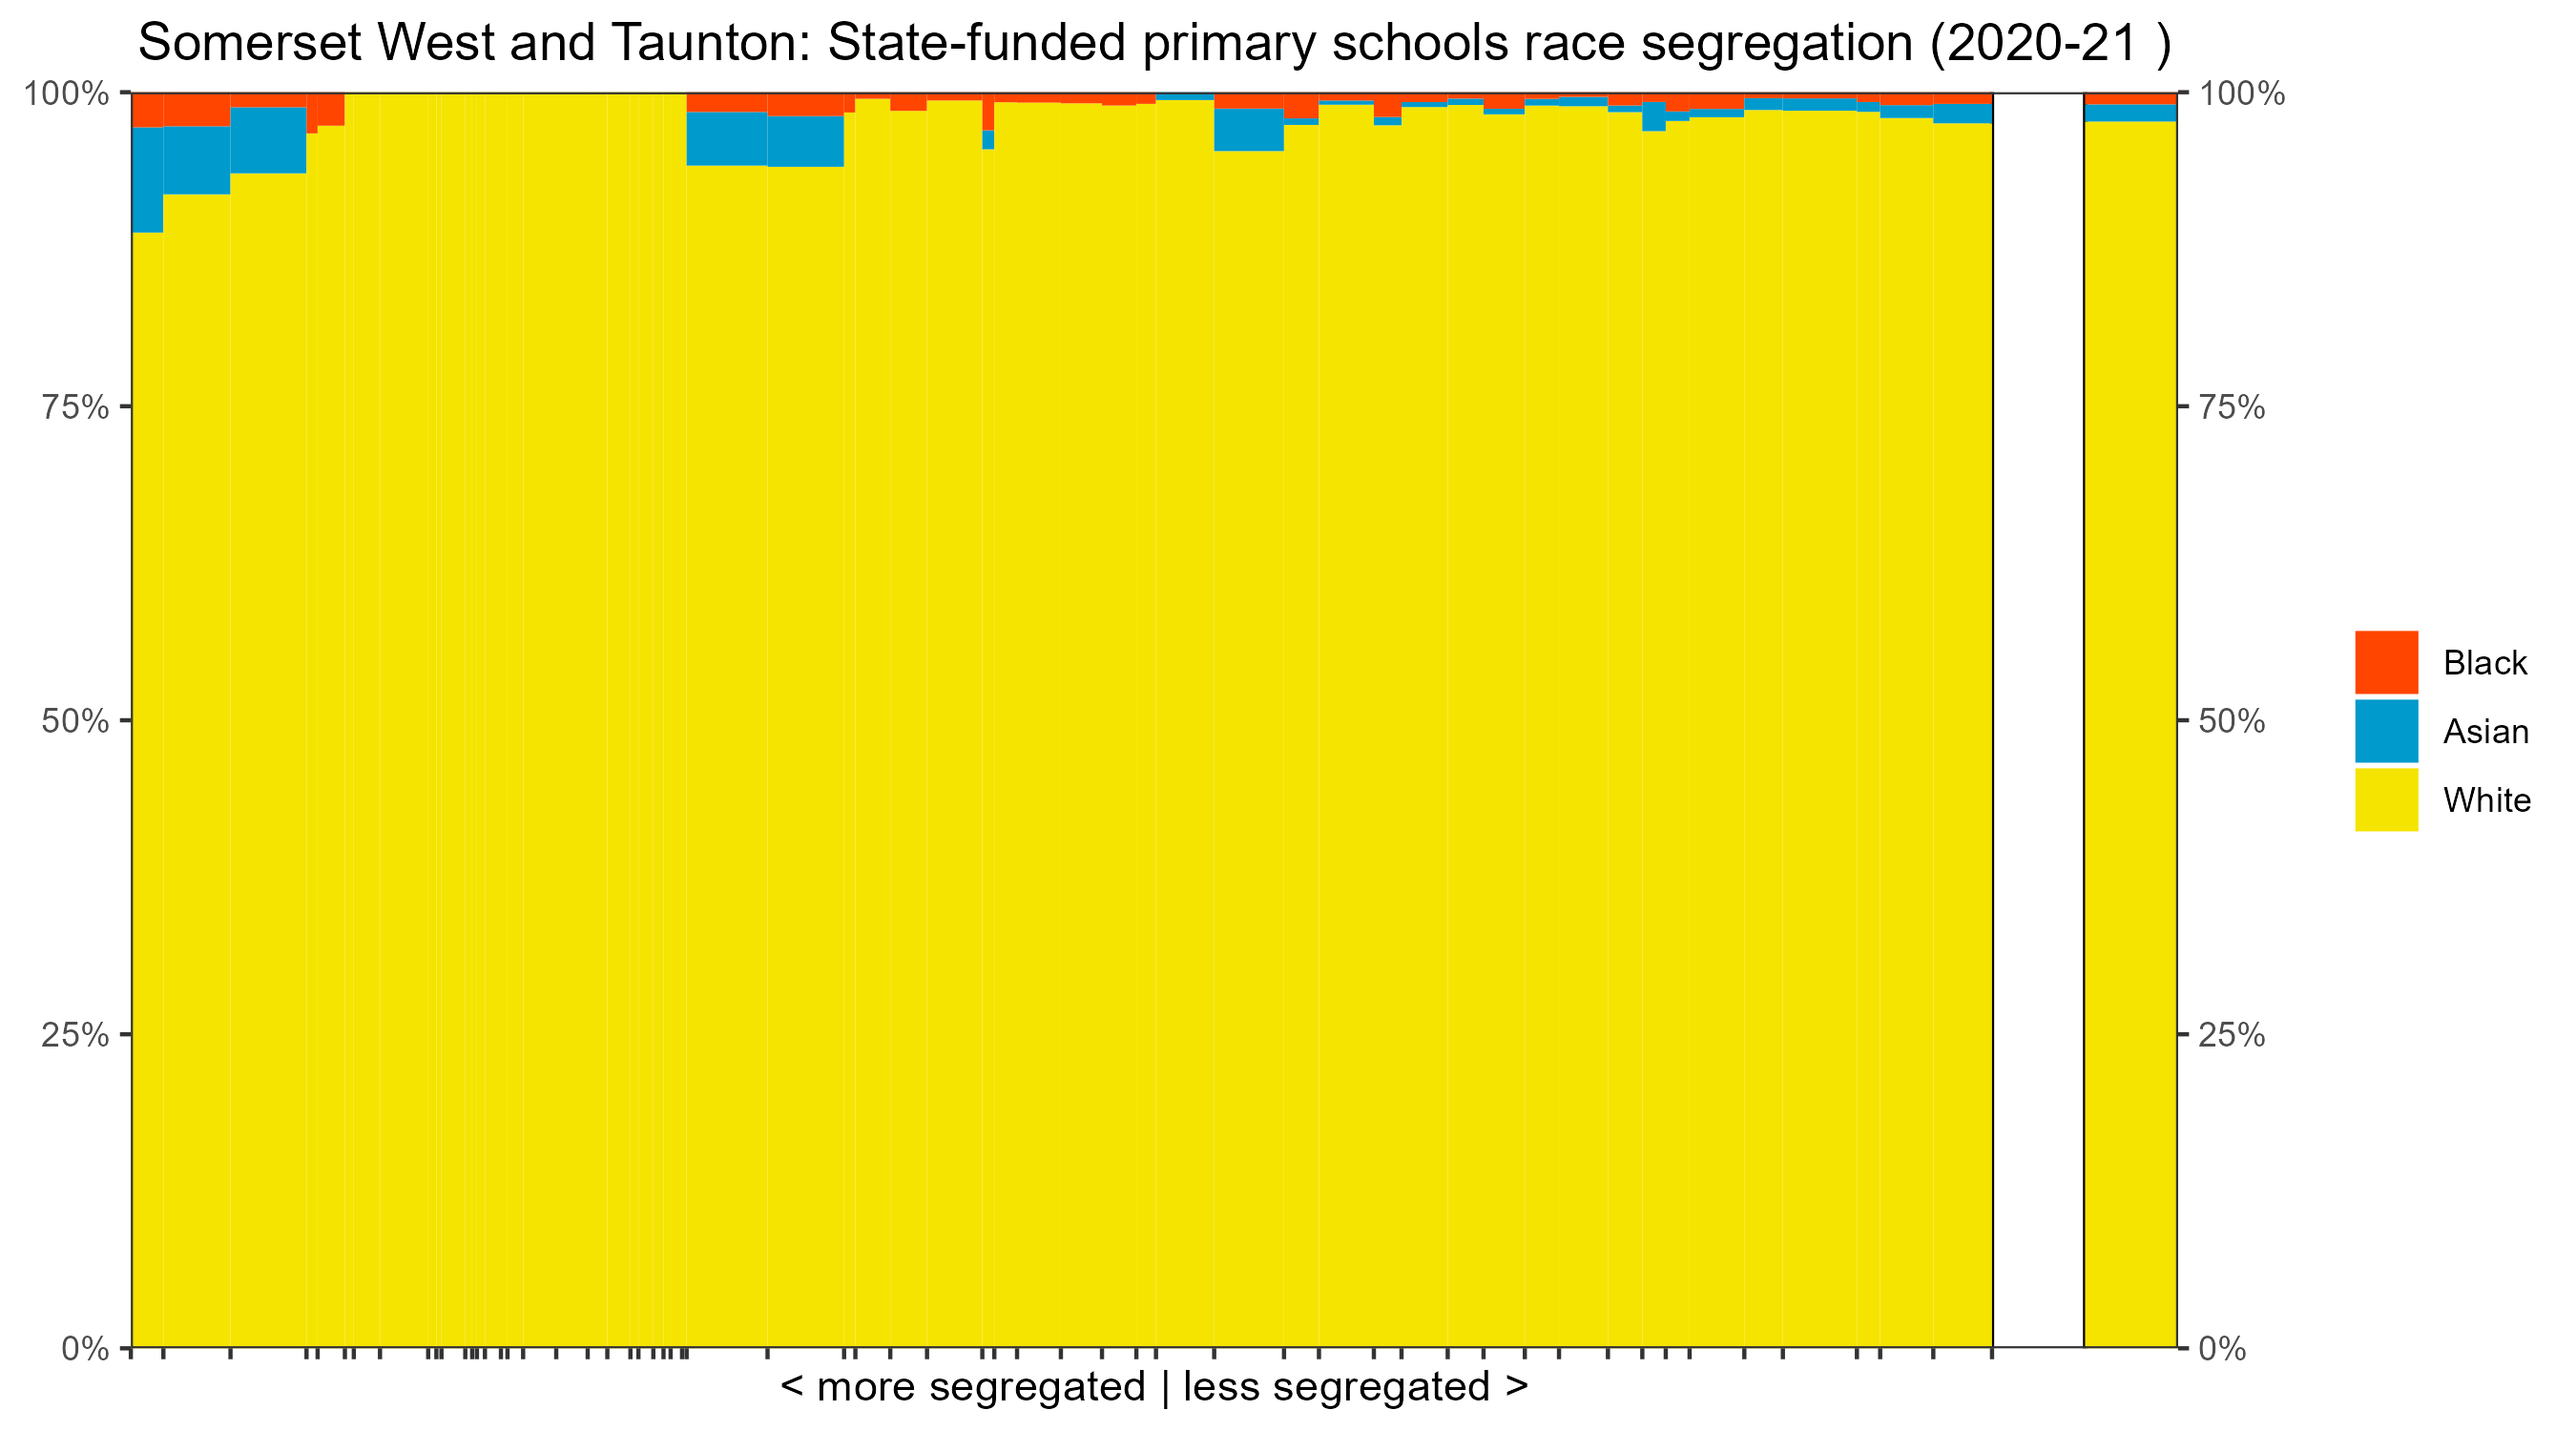 Somerset West and Taunton: State-funded primary schools race segregation (2020-21 )
100%
75%
50%
25%
0%
100%
75%
50%
25%
0%
Black
Asian
White
< more segregated | less segregated >